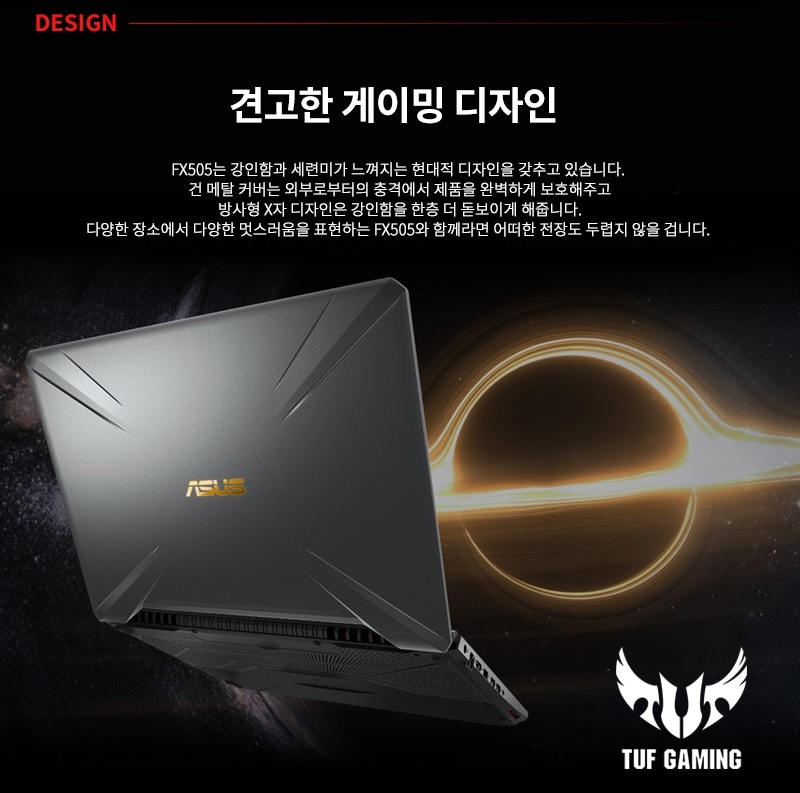 DESIGN
견고한 게이밍 디자인
FX505는 강인함과 세련미가 느껴지는 현대적 디자인을 갖추고 있습니다.
건 메탈 커버는 외부로부터의 충격에서 제품을 완벽하게 보호해주고
방사형 X자 디자인은 강인함을 한층 더 돋보이게 해줍니다.
다양한 장소에서 다양한 멋스러움을 표현하는 FX505와 함께라면 어떠한 전장도 두렵지 않을 겁니다.
ASUS
TUF GAMING